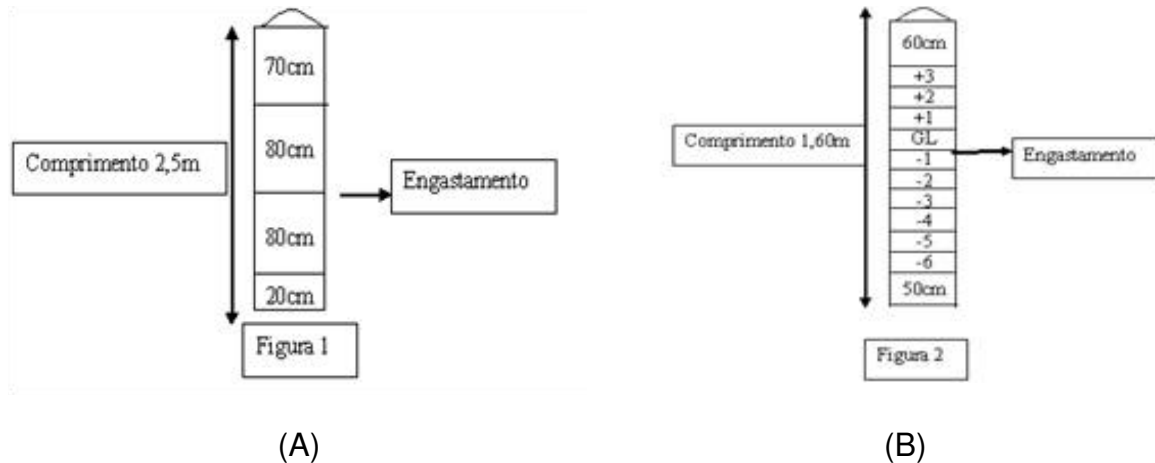 70cm
80cm
80cm
20cm
Comprimento 2,5m
Engastamento
Figura 1
(A)
60cm
+3
+2
+1
GL
-1
-2
-3
-4
-5
-6
50cm
Comprimento 1,60m
Engastamento
Figura 2
(B)